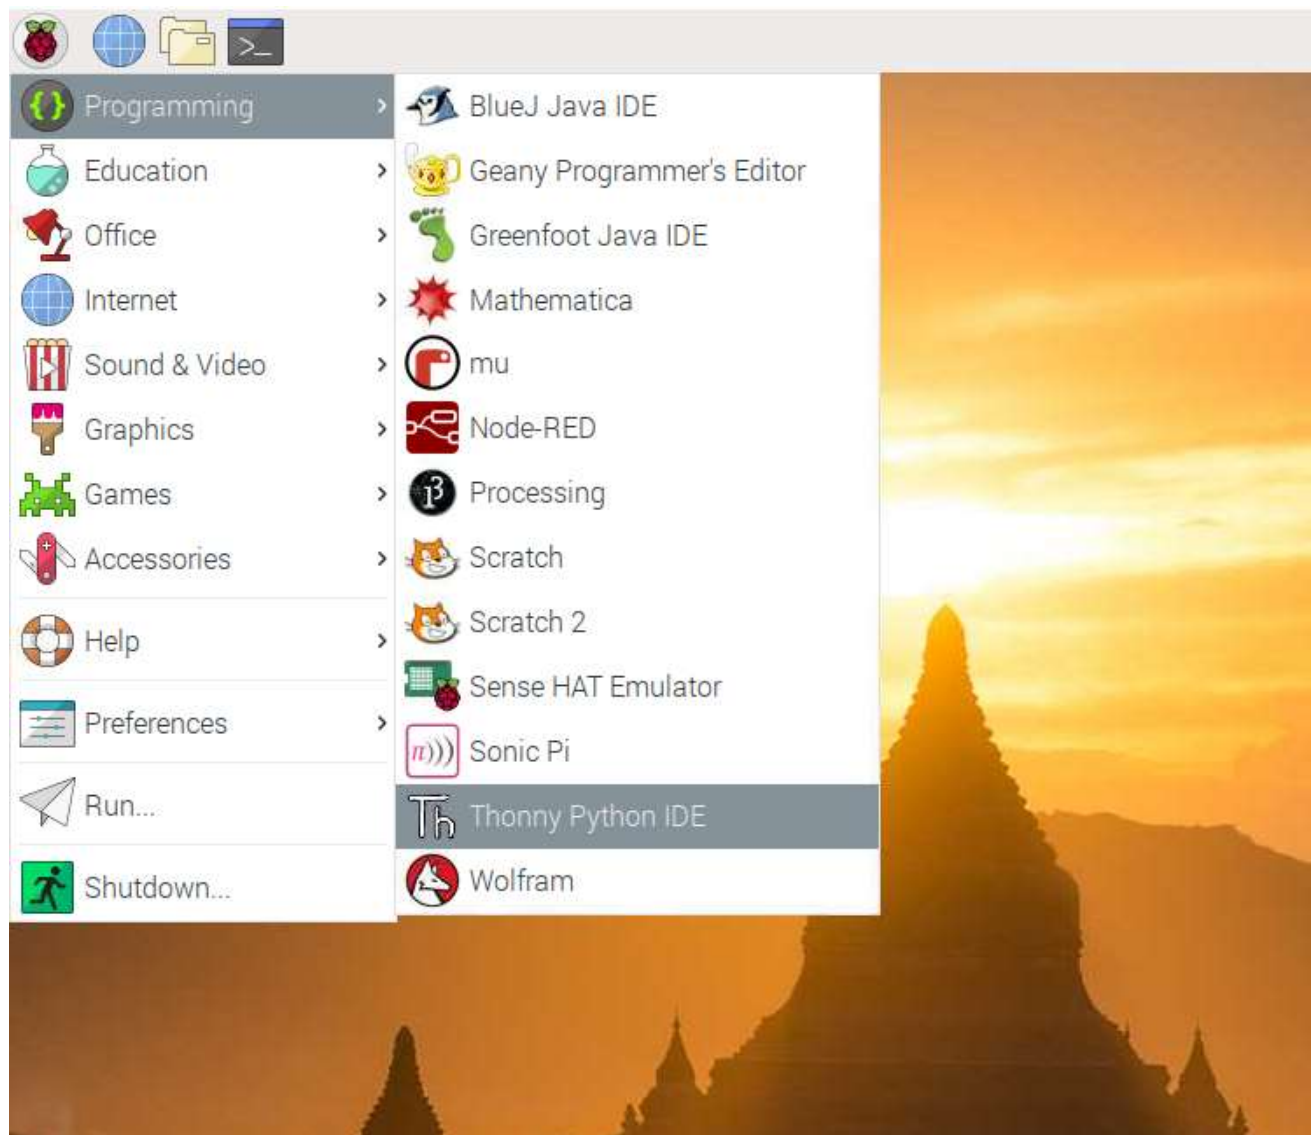 Programming
Education
Office
Internet
Sound & Video
Graphics
Games
Accessories
Help
Preferences
Run...
Shutdown...
BlueJ Java IDE
Geany Programmer's Editor
Greenfoot Java IDE
Mathematica
mu
Node-RED
Processing
Scratch
Scratch 2
Sense HAT Emulator
Sonic Pi
Thonny Python IDE
Wolfram